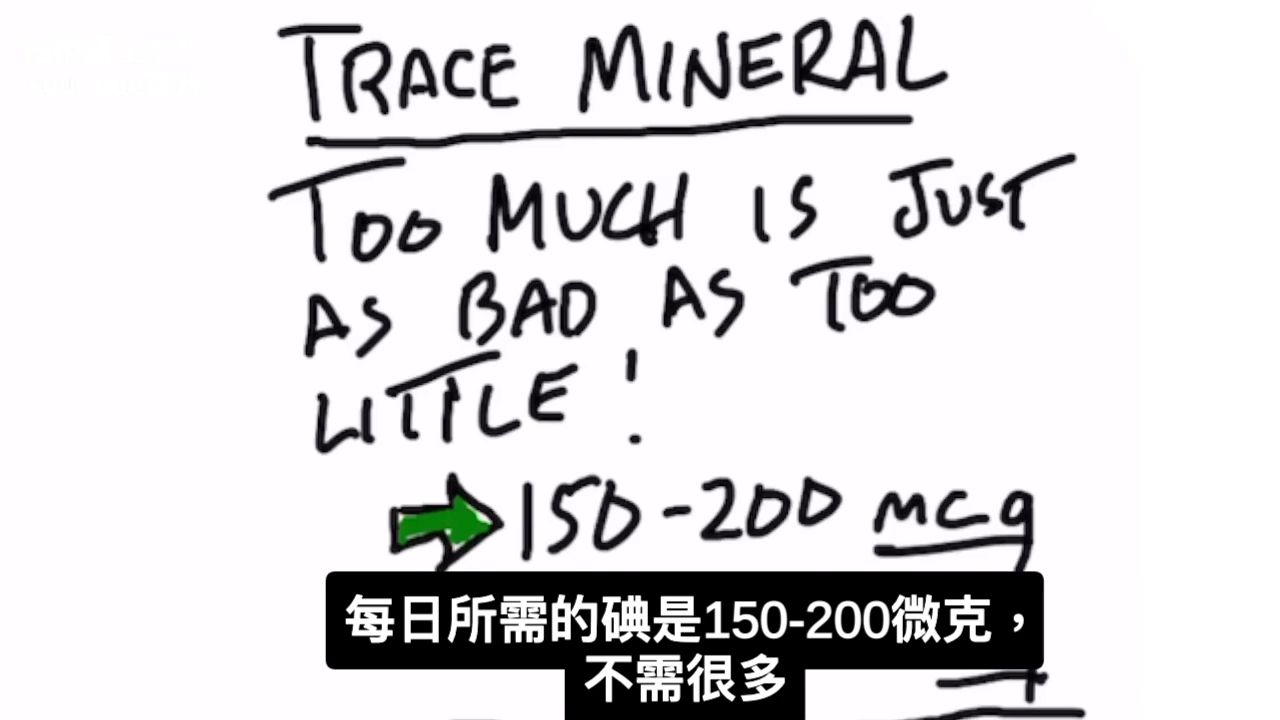 TRACE MINERAL
TOO MUCH IS JUST
AS BAD AS TOO
LITTLE!
150-200 mcg
每日所需的碘是150-200微克，
不需很多